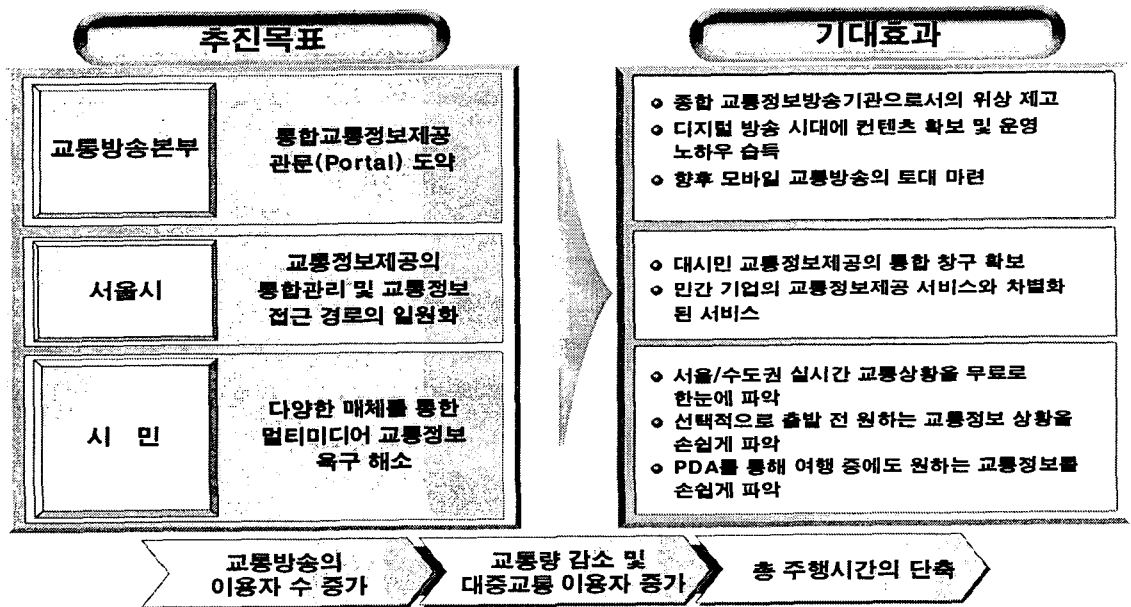 추진목표
교통방송본부
통합교통정보제공
관문(Portal) 도약
서울시
교통정보제공의
통합관리 및 교통정보
접근 경로의 일원화
시 민
다양한 매체를 통한
멀티미디어 교통정보
욕구 해소
기대효과
종합 교통정보방송기관으로서의 위상 제고
디지털 방송 시대에 컨텐츠 확보 및 운영
노하우 습득
향후 모바일 교통방송의 토대 마련
대시민 교통정보제공의 통합 창구 확보
민간 기업의 교통정보제공 서비스와 차별화
된 서비스
서울/수도권 실시간 교통상황을 무료로
한눈에 파악
선택적으로 출발 전 원하는 교통정보 상황을
손쉽게 파악
PDA를 통해 여행 중에도 원하는 교통정보를
손쉽게 파악
교통방송의
이용자 수 증가
교통량 감소 및
대중교통 이용자 증가
총 주행시간의 단축